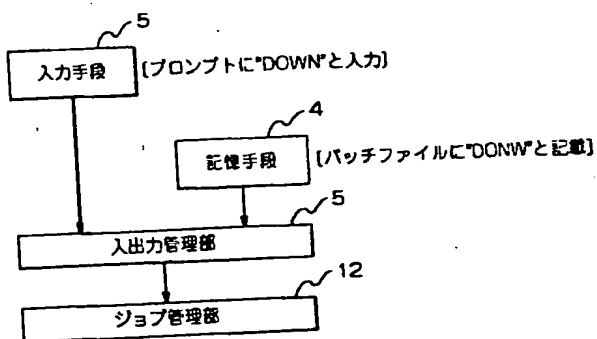 5
入力手段 [プロンプトに"DOWN"と入力]
4
記憶手段 [バッチファイルに"DONW"と記載]
5
入出力管理部
12
ジョブ管理部